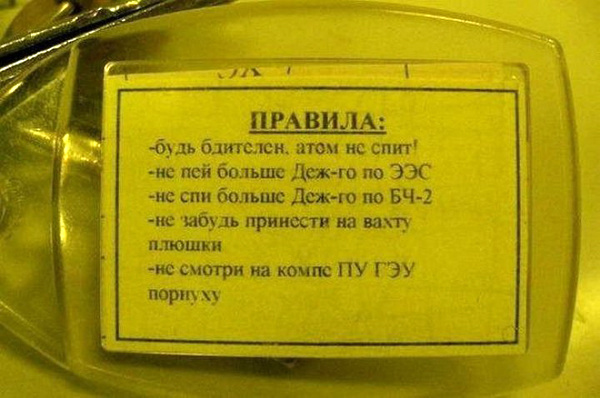 ПРАВИЛА:
-будь бдителен, атом не спит!
-не пей больше Деж-го по ЭЭС
-не спи больше Деж-го по БЧ-2
-не забудь принести на вахту
плюшки
-не смотри на компе ПУ ГЭУ
порнуху